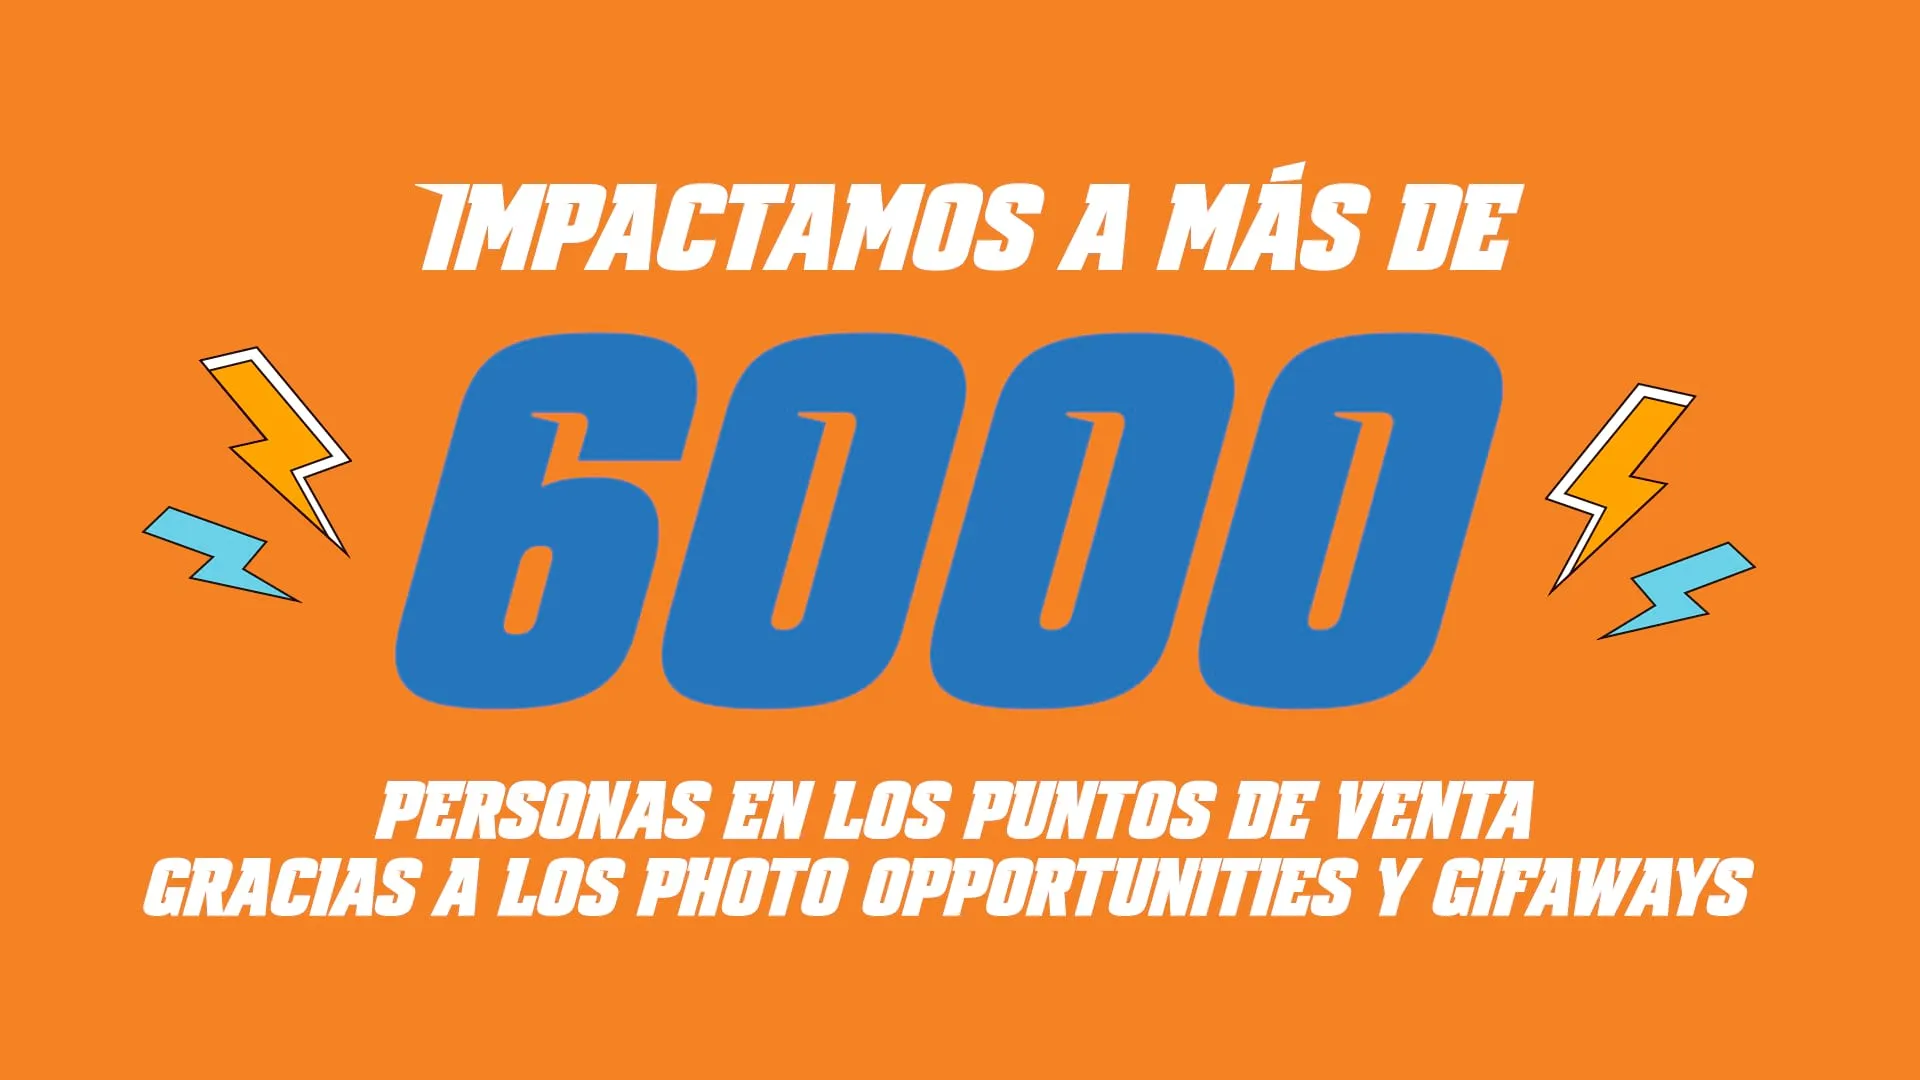 IMPACTAMOS A MÁS DE
6000
PERSONAS EN LOS PUNTOS DE VENTA
GRACIAS A LOS PHOTO OPPORTUNITIES Y GIFAWAYS